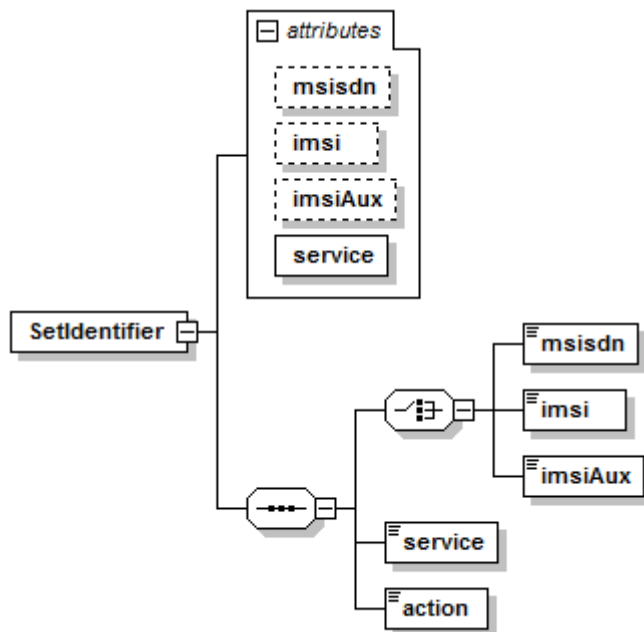 attributes
msisdn
imsi
imsiAux
service
SetIdentifier
msisdn
imsi
imsiAux
service
action